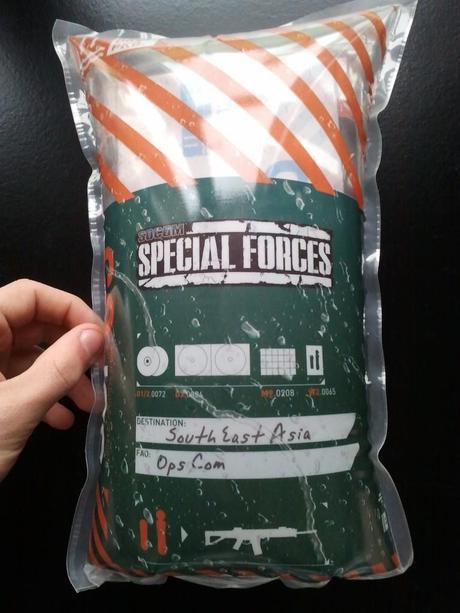 SOCOM
SPECIAL FORCES
.0072
.0208
.0065
DESTINATION:
South East Asia
FAO:
Ops Com